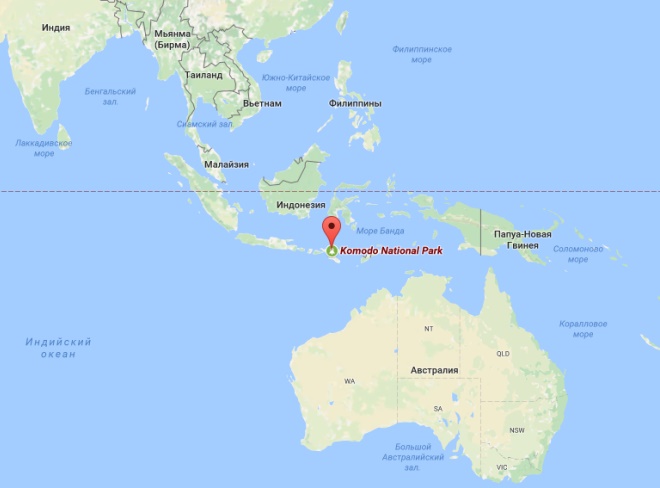 Индия
Мьянма
(Бирма)
Филиппинское
море
Таиланд
Южно-Китайское
море
Бенгальский
зал.
Вьетнам
Филиппины
Сиамский зал.
Лаккадивское
море
Малайзия
Индонезия
Море Банда
Папуа-Новая
Гвинея
Komodo National Park
Соломоново
море
Коралловое
море
NT
Индийский
океан
QLD
Австралия
WA
SA
NSW
Большой
Австралийский
зал.
VIC